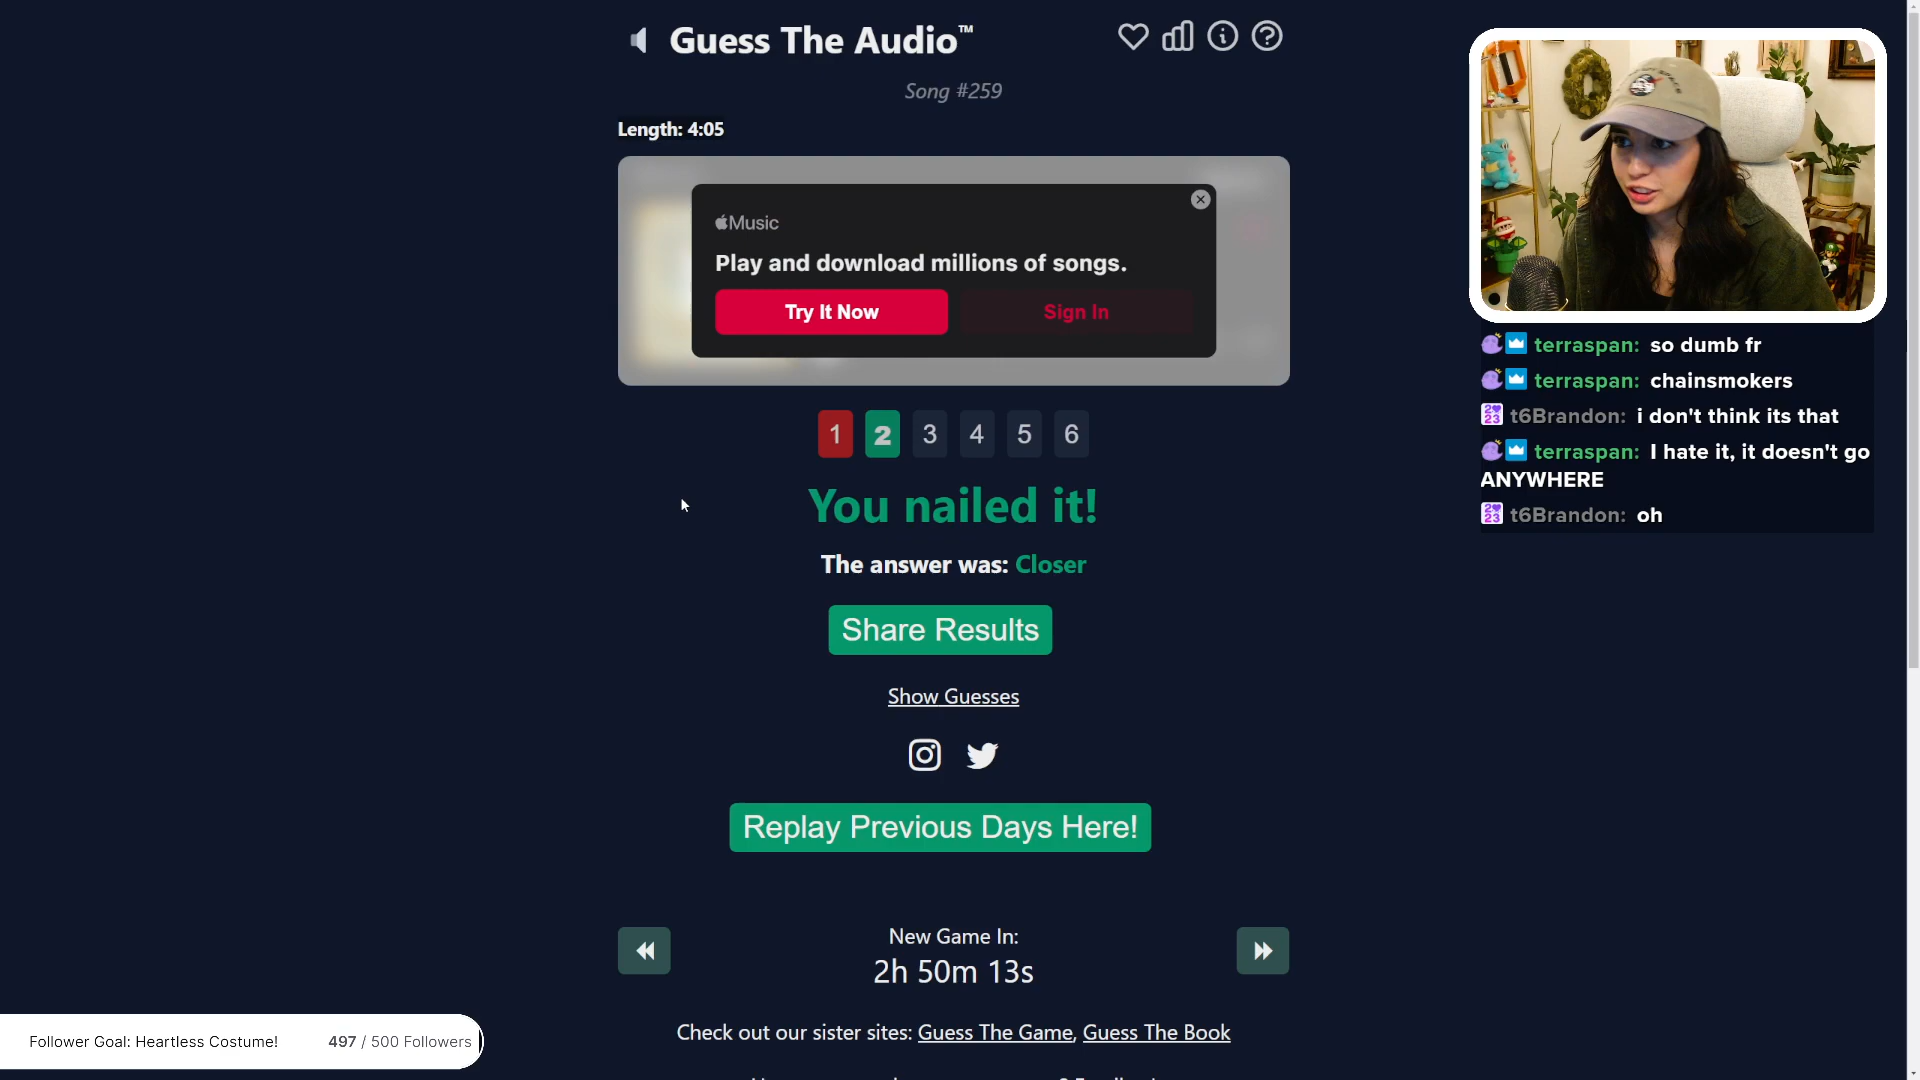 Guess The Audio™
Song #259
Length: 4:05
Music
Play and download millions of songs.
Try It Now
Sign In
1 2 3 4 5 6
You nailed it!
The answer was: Closer
Share Results
Show Guesses
Replay Previous Days Here!
New Game In:
2h 50m 13s
Check out our sister sites: Guess The Game, Guess The Book
terraspan: so dumb fr
terraspan: chainsmokers
t6Brandon: i don't think its that
terraspan: I hate it, it doesn't go
ANYWHERE
t6Brandon: oh
Follower Goal: Heartless Costume! 497 / 500 Followers